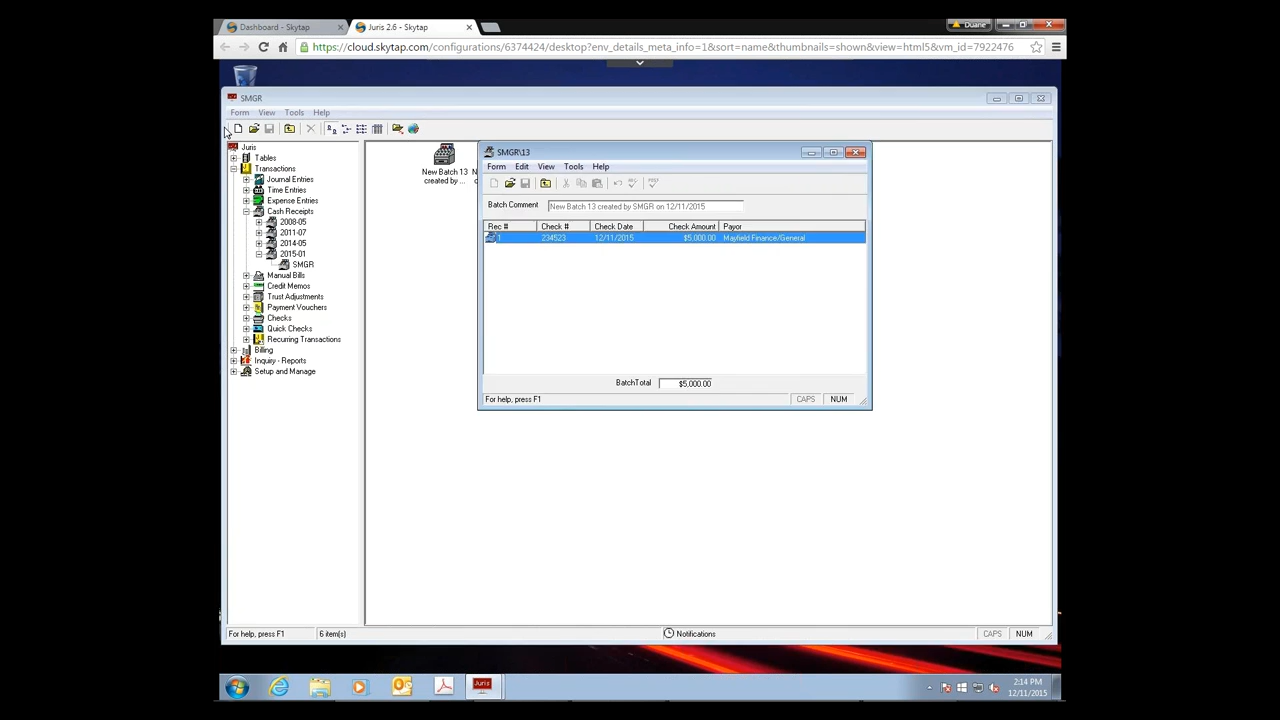 Dashboard - Skytap
Juris 2.6 - Skytap
Duane
https://cloud.skytap.com/configurations/6374424/desktop?env_details_meta_info=1&sort=name&thumbnails=shown&view=html5&vm_id=7922476
SMGR
Form View Tools Help
Juris
Tables
Transactions
Journal Entries
Time Entries
Expense Entries
Cash Receipts
2008-05
2011-07
2014-05
2015-01
SMGR
Manual Bills
Credit Memos
Trust Adjustments
Payment Vouchers
Checks
Quick Checks
Recurring Transactions
Billing
Inquiry - Reports
Setup and Manage
New Batch 13
created by ...
SMGR\13
Form Edit View Tools Help
Batch Comment New Batch 13 created by SMGR on 12/11/2015
Rec # Check # Check Date Check Amount Payor
1 234523 12/11/2015 $5,000.00 Mayfield Finance/General
BatchTotal $5,000.00
For help, press F1 CAPS NUM
For help, press F1 6 item(s) Notifications CAPS NUM
Juris
2:14 PM
12/11/2015